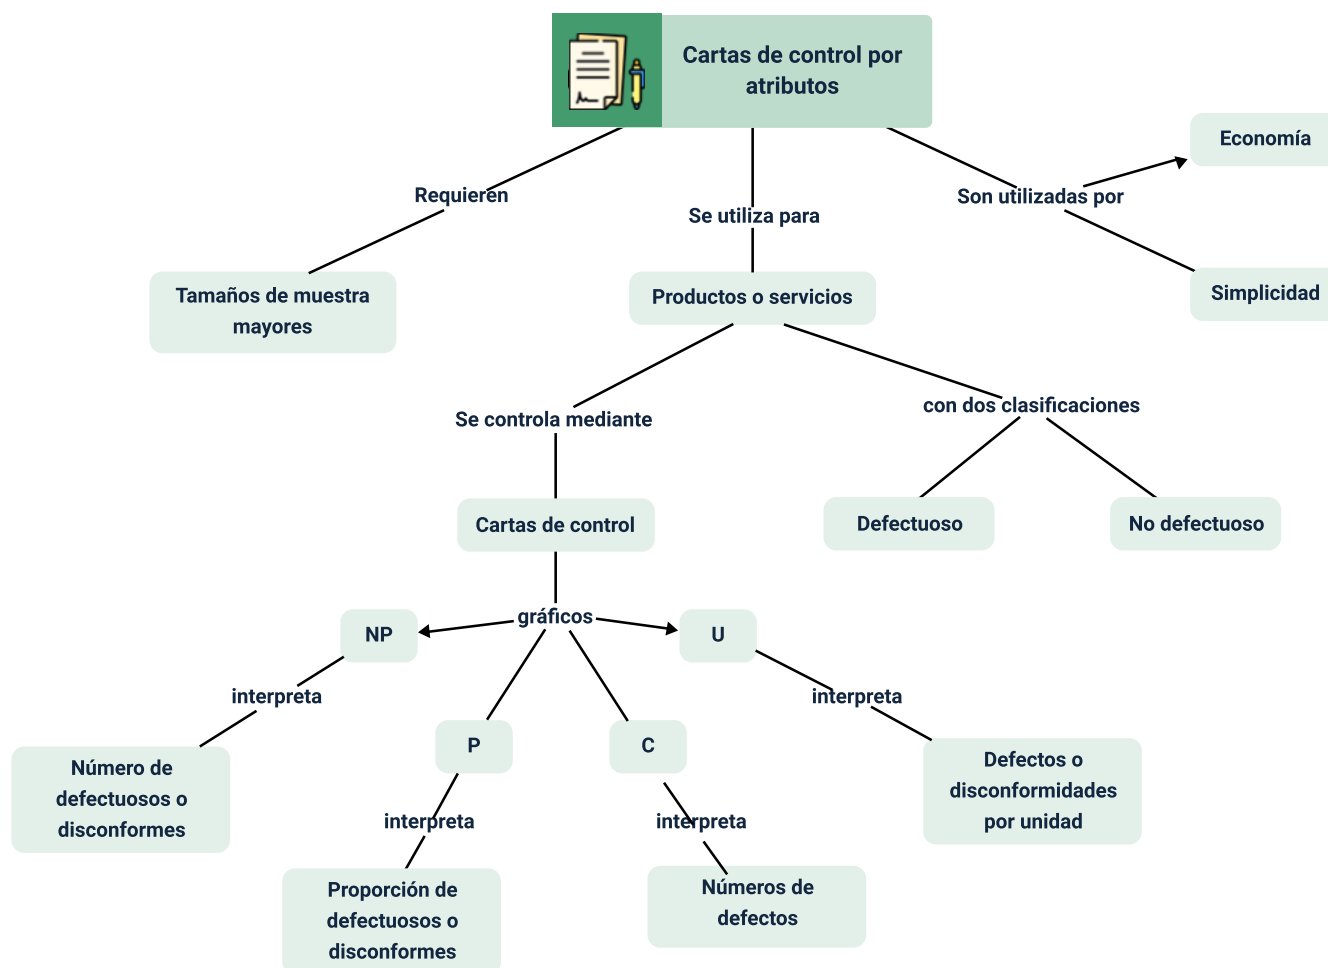 Cartas de control por
atributos
Economía
Requieren
Son utilizadas por
Se utiliza para
Tamaños de muestra
mayores
Productos o servicios
Simplicidad
Se controla mediante
con dos clasificaciones
Cartas de control
Defectuoso
No defectuoso
gráficos
NP
U
interpreta
interpreta
P
C
Número de
defectuosos o
disconformes
Defectos o
disconformidades
por unidad
interpreta
interpreta
Proporción de
defectuosos o
disconformes
Números de
defectos